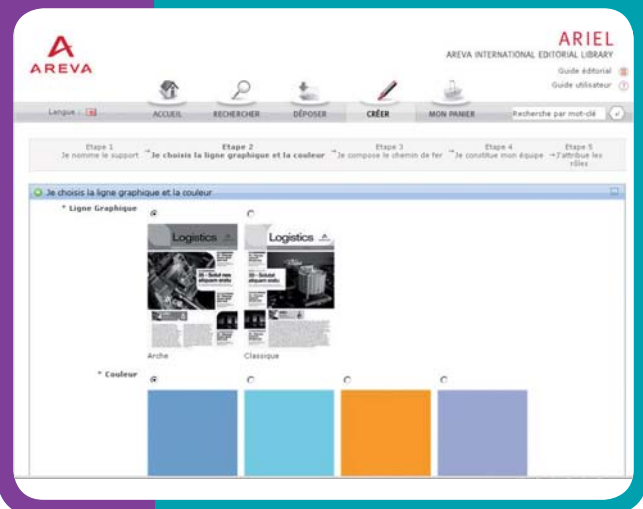 AREVA
ARIEL
AREVA INTERNATIONAL EDITORIAL LIBRARY
Guide éditorial
Guide utilisateur
Langue :
ACCUEIL
RECHERCHER
DÉPOSER
CRÉER
MON PANIER
Recherche par mot-clé
Etape 1
Je nomme le support
Etape 2
Je choisis la ligne graphique et la couleur
Etape 3
Je compose le chemin de fer
Etape 4
Je constitue mon équipe
Etape 5
J'attribue les
rôles
Je choisis la ligne graphique et la couleur
* Ligne Graphique
Logistics
Logistics
Arche
Classique
* Couleur